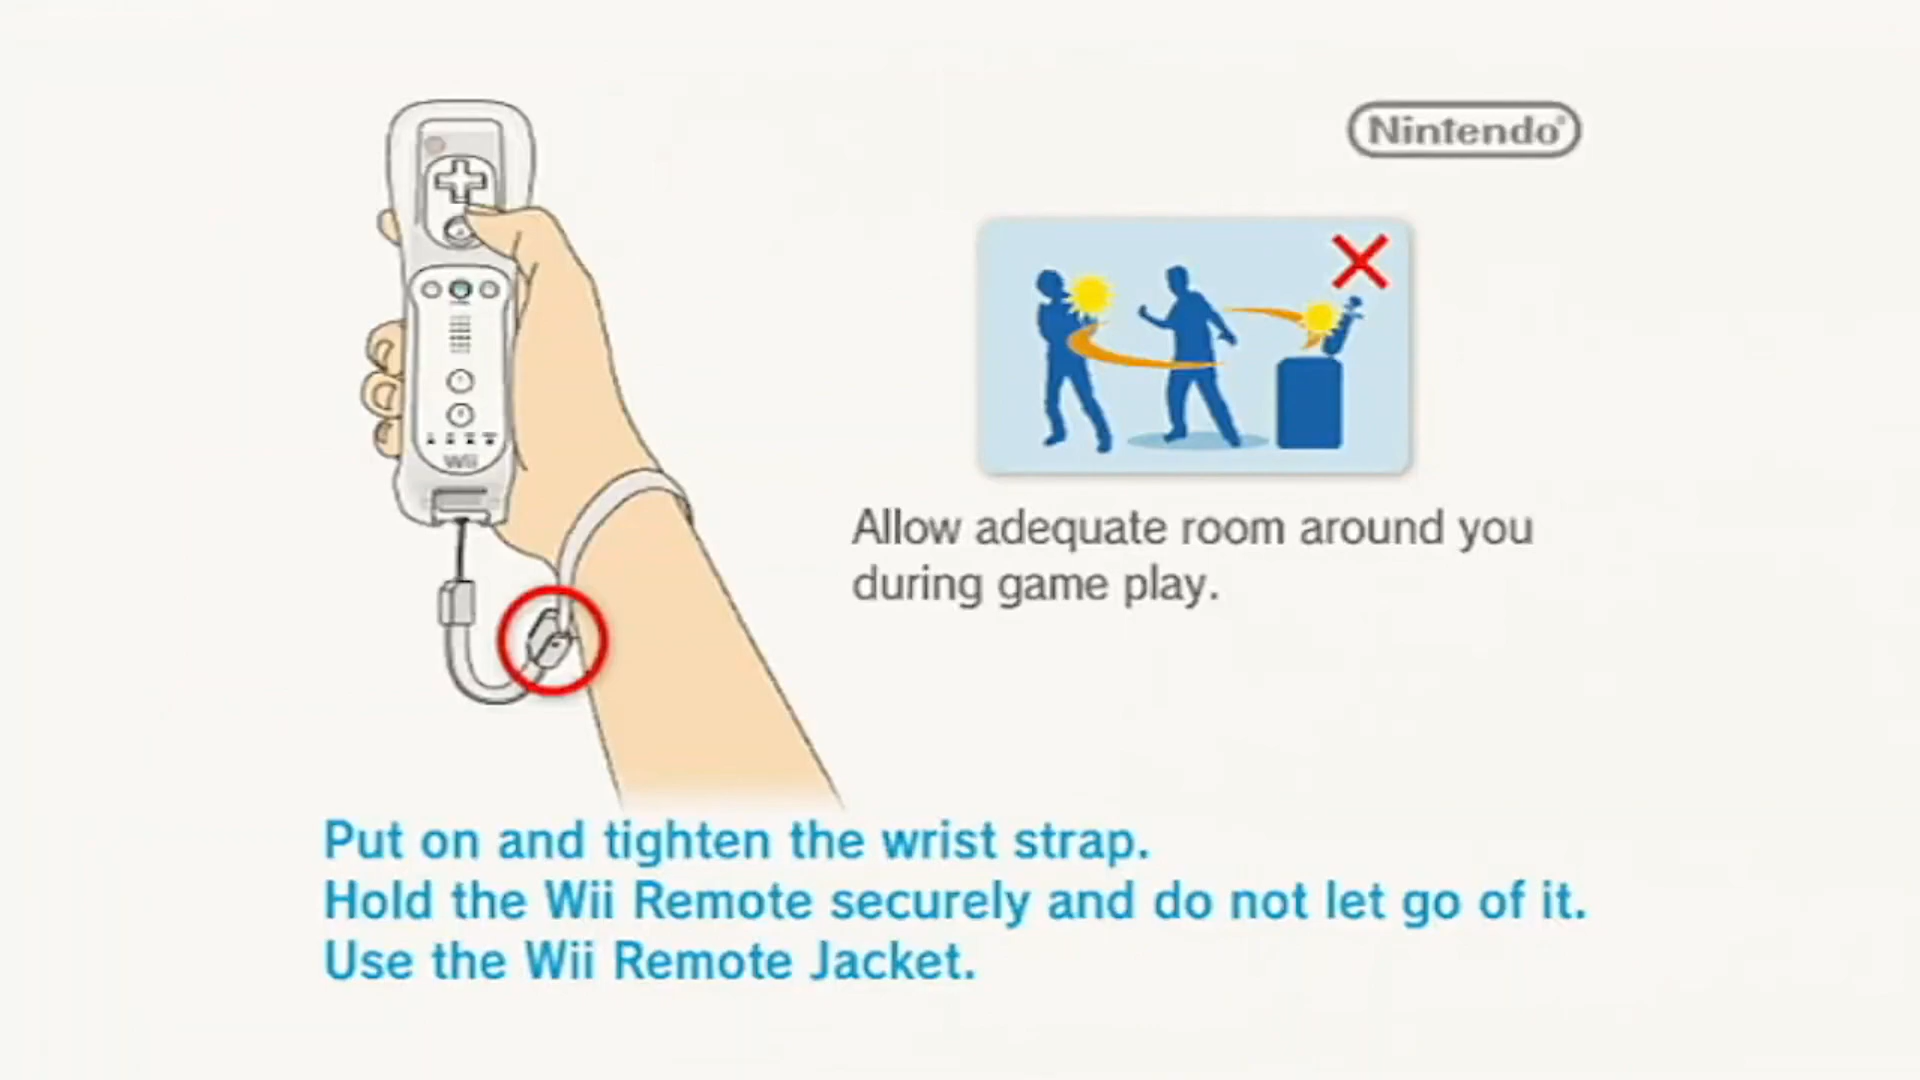 Nintendo®
Wii
Allow adequate room around you
during game play.
Put on and tighten the wrist strap.
Hold the Wii Remote securely and do not let go of it.
Use the Wii Remote Jacket.